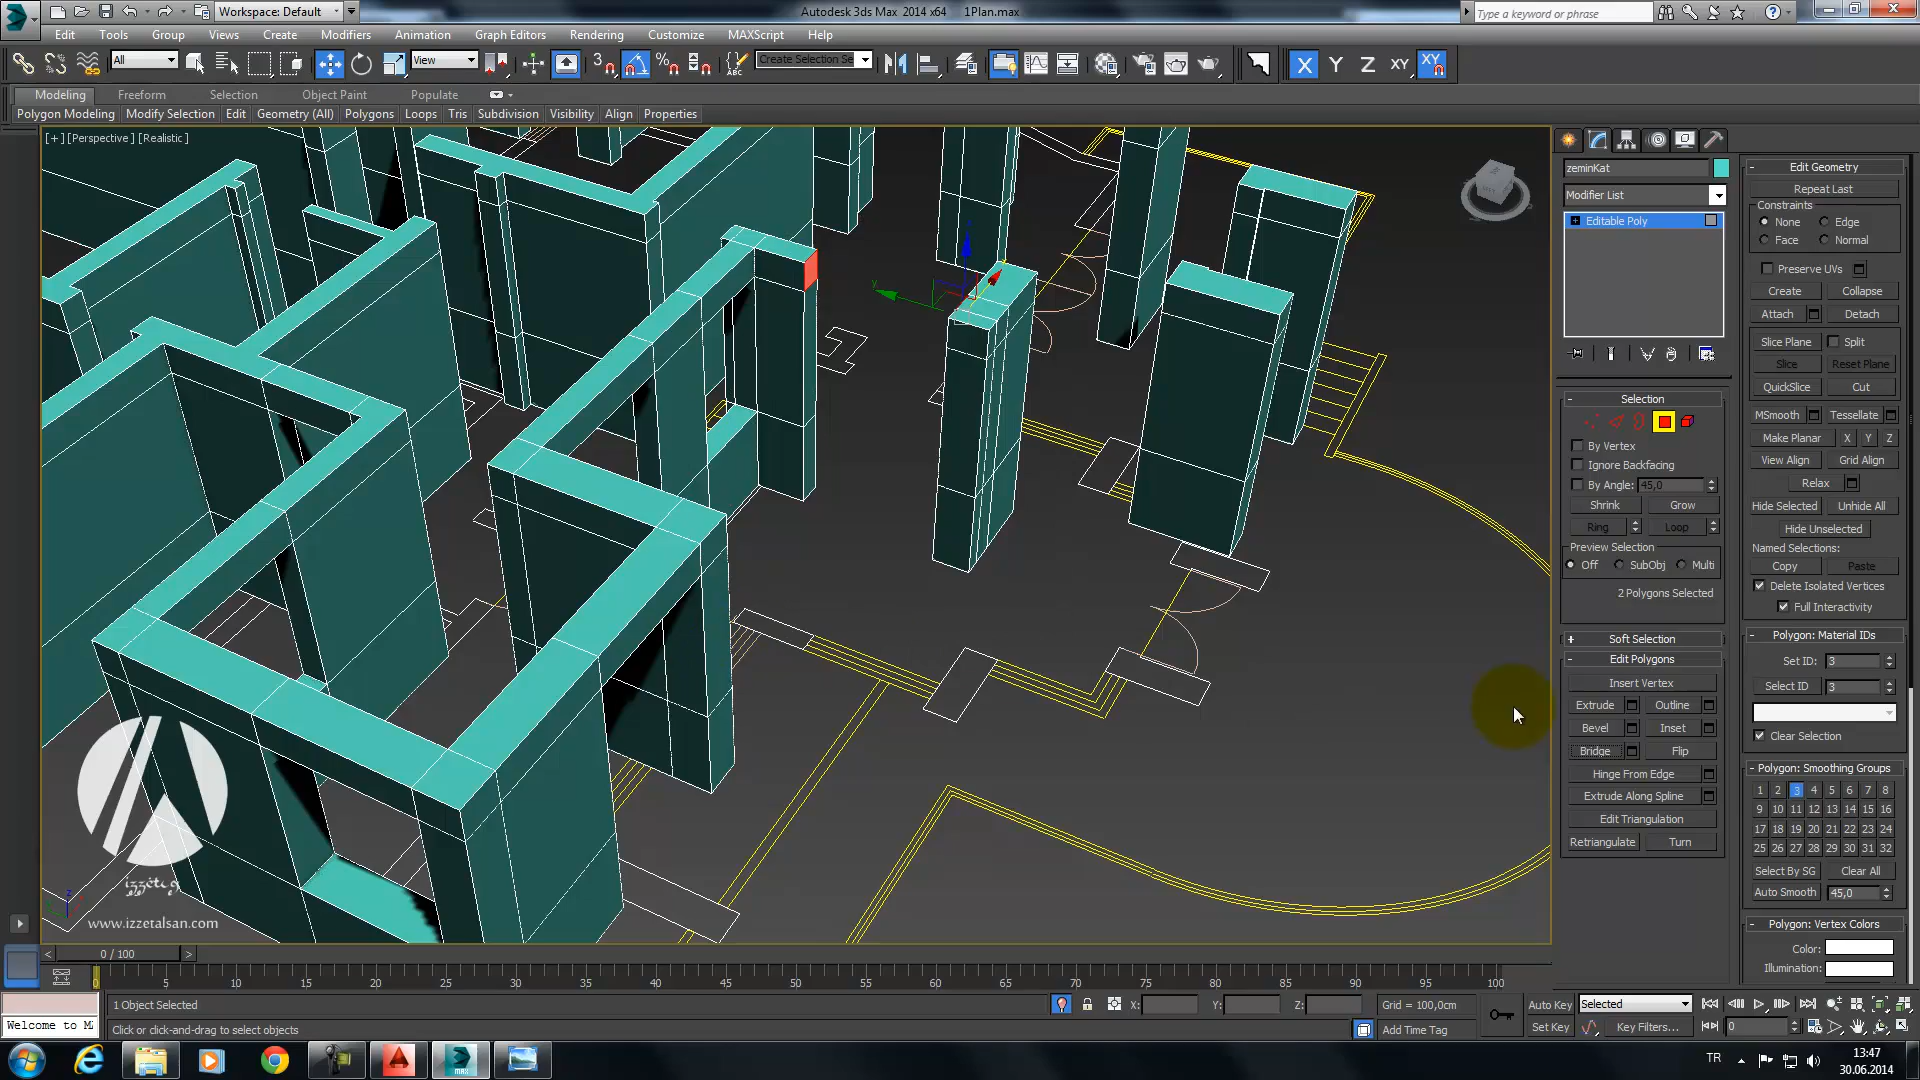 Workspace: Default
Autodesk 3ds Max 2014 x64    1Plan.max
Type a keyword or phrase
Edit Tools Group Views Create Modifiers Animation Graph Editors Rendering Customize MAXScript Help
All View Create Selection Se X Y Z XY XY
Modeling Freeform Selection Object Paint Populate
Polygon Modeling Modify Selection Edit Geometry (All) Polygons Loops Tris Subdivision Visibility Align Properties
[+] [Perspective] [Realistic]
zeminKat
Modifier List
Editable Poly
Selection
By Vertex
Ignore Backfacing
By Angle: 45,0
Shrink Grow
Ring Loop
Preview Selection
Off SubObj Multi
2 Polygons Selected
Soft Selection
Edit Polygons
Insert Vertex
Extrude Outline
Bevel Inset
Bridge Flip
Hinge From Edge
Extrude Along Spline
Edit Triangulation
Retriangulate Turn
Edit Geometry
Repeat Last
Constraints
None Edge
Face Normal
Preserve UVs
Create Collapse
Attach Detach
Slice Plane Split
Slice Reset Plane
QuickSlice Cut
MSmooth Tessellate
Make Planar X Y Z
View Align Grid Align
Relax
Hide Selected Unhide All
Hide Unselected
Named Selections:
Copy Paste
Delete Isolated Vertices
Full Interactivity
Polygon: Material IDs
Set ID: 3
Select ID 3
Clear Selection
Polygon: Smoothing Groups
1 2 3 4 5 6 7 8
9 10 11 12 13 14 15 16
17 18 19 20 21 22 23 24
25 26 27 28 29 30 31 32
Select By SG Clear All
Auto Smooth 45,0
Polygon: Vertex Colors
Color:
Illumination:
www.izzetalsan.com
< 0 / 100 >
0 5 10 15 20 25 30 35 40 45 50 55 60 65 70 75 80 85 90 95 100
1 Object Selected X: Y: Z: Grid = 100,0cm Auto Key Selected
Welcome to Click or click-and-drag to select objects Add Time Tag Set Key Key Filters... 0
TR 13:47
30.06.2014